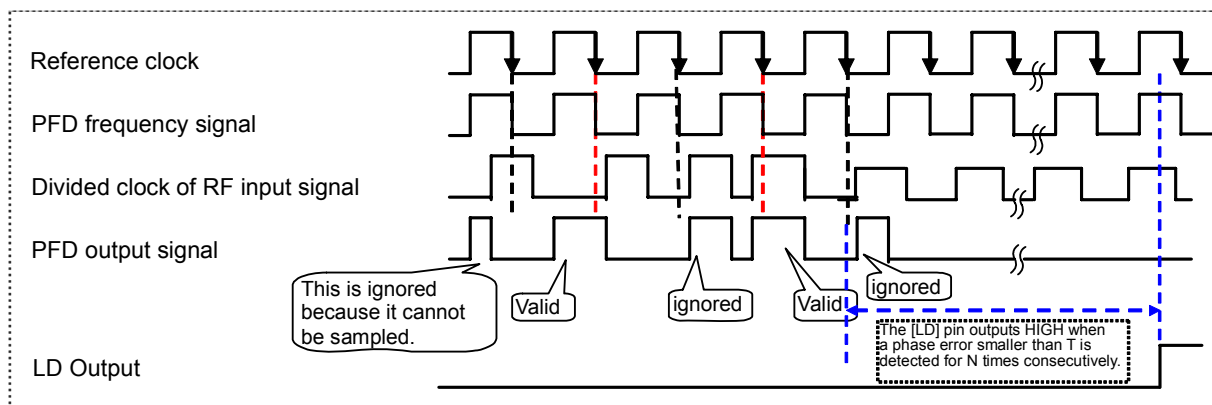 Reference clock
PFD frequency signal
Divided clock of RF input signal
PFD output signal
This is ignored
because it cannot
be sampled.
Valid
ignored
Valid
ignored
The [LD] pin outputs HIGH when
a phase error smaller than T is
detected for N times consecutively.
LD Output